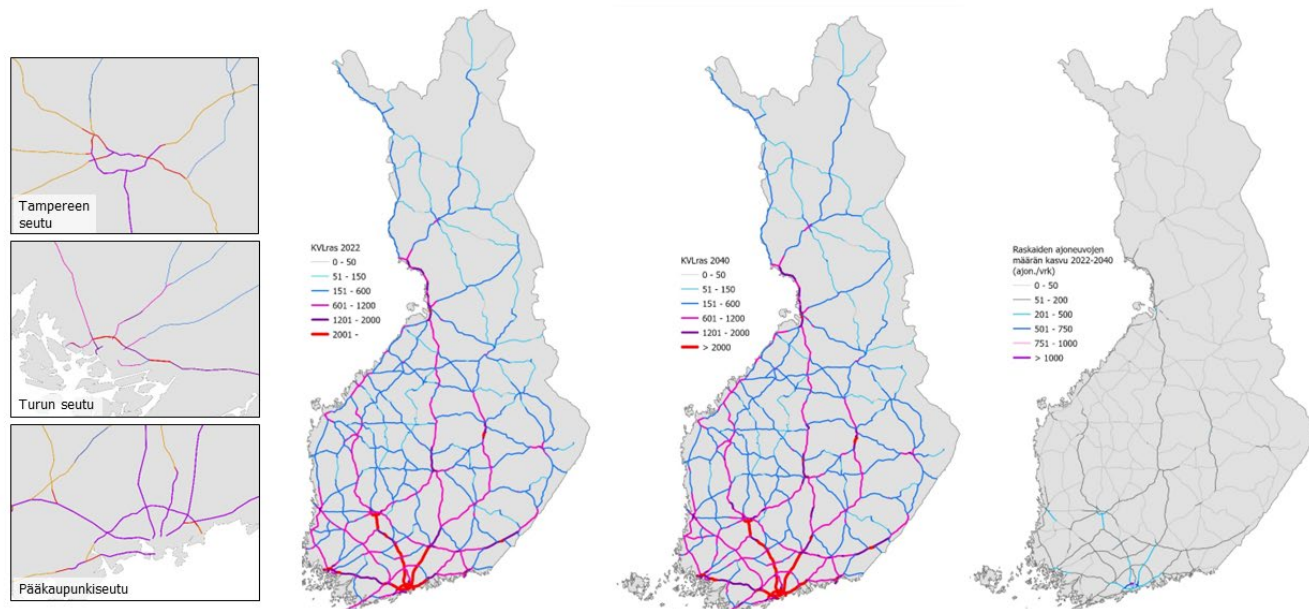 Tampereen
seutu
Turun seutu
Pääkaupunkiseutu
KVLras 2022
0 - 50
51 - 150
151 - 600
601 - 1200
1201 - 2000
2001 -
KVLras 2040
0 - 50
51 - 150
151 - 600
601 - 1200
1201 - 2000
> 2000
Raskaiden ajoneuvojen
määrän kasvu 2022-2040
(ajon./vrk)
0 - 50
51 - 200
201 - 500
501 - 750
751 - 1000
> 1000